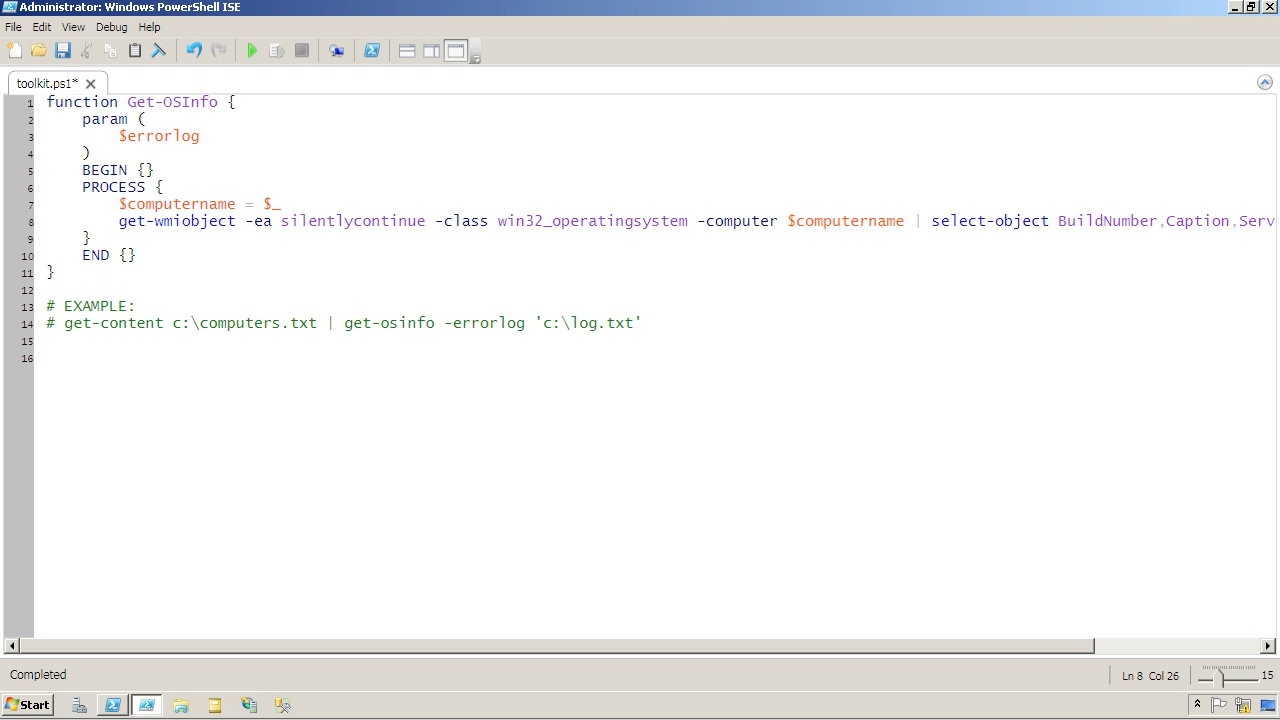 Administrator: Windows PowerShell ISE
File Edit View Debug Help
toolkit.ps1*
1 function Get-OSInfo {
2 param (
3 $errorlog
4 )
5 BEGIN {}
6 PROCESS {
7 $computername = $_
8 get-wmiobject -ea silentlycontinue -class win32_operatingsystem -computer $computername | select-object BuildNumber,Caption,Serv
9 }
10 END {}
11 }
12
13 # EXAMPLE:
14 # get-content c:\computers.txt | get-osinfo -errorlog 'c:\log.txt'
15
16
Completed
Ln 8 Col 26
15
Start